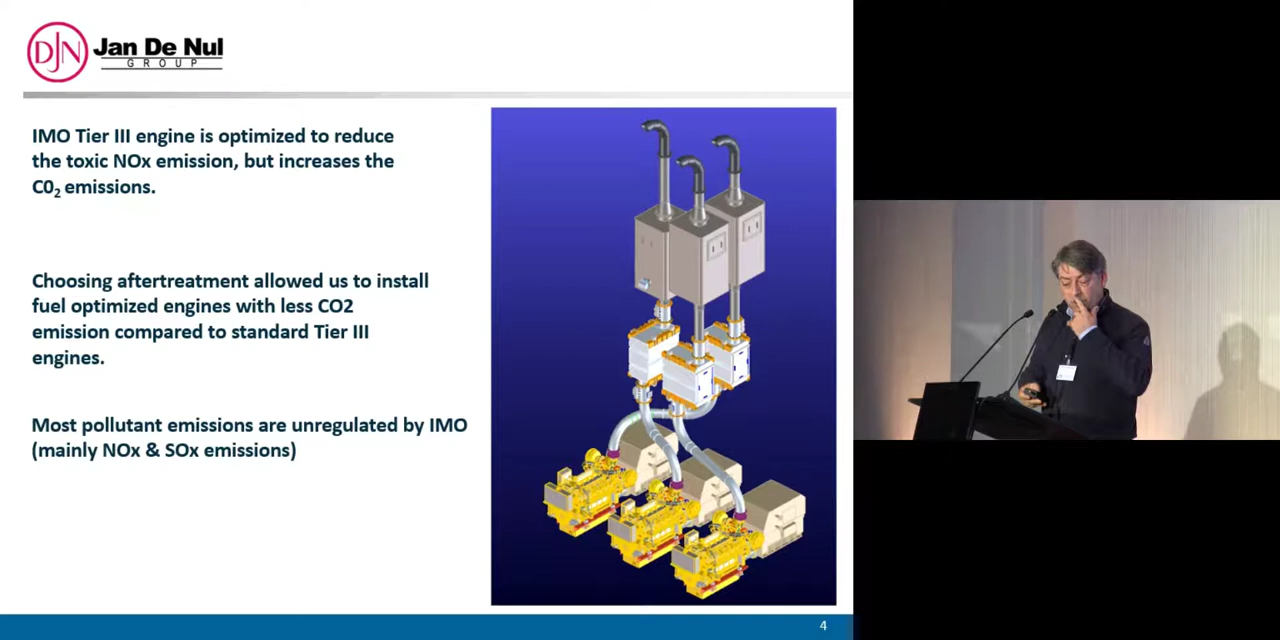 JDN Jan De Nul
GROUP
IMO Tier III engine is optimized to reduce
the toxic NOx emission, but increases the
C0₂ emissions.
Choosing aftertreatment allowed us to install
fuel optimized engines with less CO2
emission compared to standard Tier III
engines.
Most pollutant emissions are unregulated by IMO
(mainly NOx & SOx emissions)
4